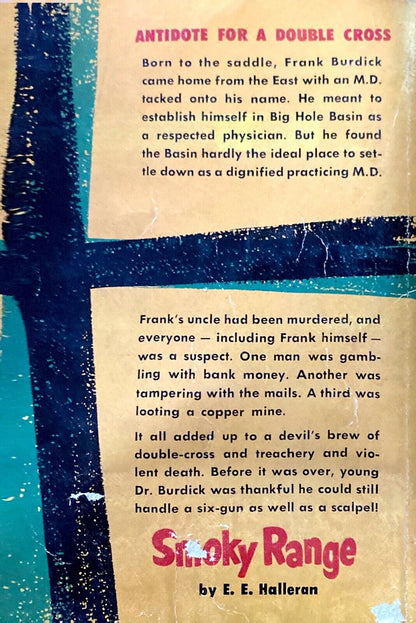 ANTIDOTE FOR A DOUBLE CROSS
Born to the saddle, Frank Burdick
came home from the East with an M.D.
tacked onto his name. He meant to
establish himself in Big Hole Basin as
a respected physician. But he found
the Basin hardly the ideal place to set-
tle down as a dignified practicing M.D.
Frank's uncle had been murdered, and
everyone — including Frank himself —
was a suspect. One man was gamb-
ling with bank money. Another was
tampering with the mails. A third was
looting a copper mine.
It all added up to a devil's brew of
double-cross and treachery and vio-
lent death. Before it was over, young
Dr. Burdick was thankful he could still
handle a six-gun as well as a scalpel!
Smoky Range
by E. E. Halleran